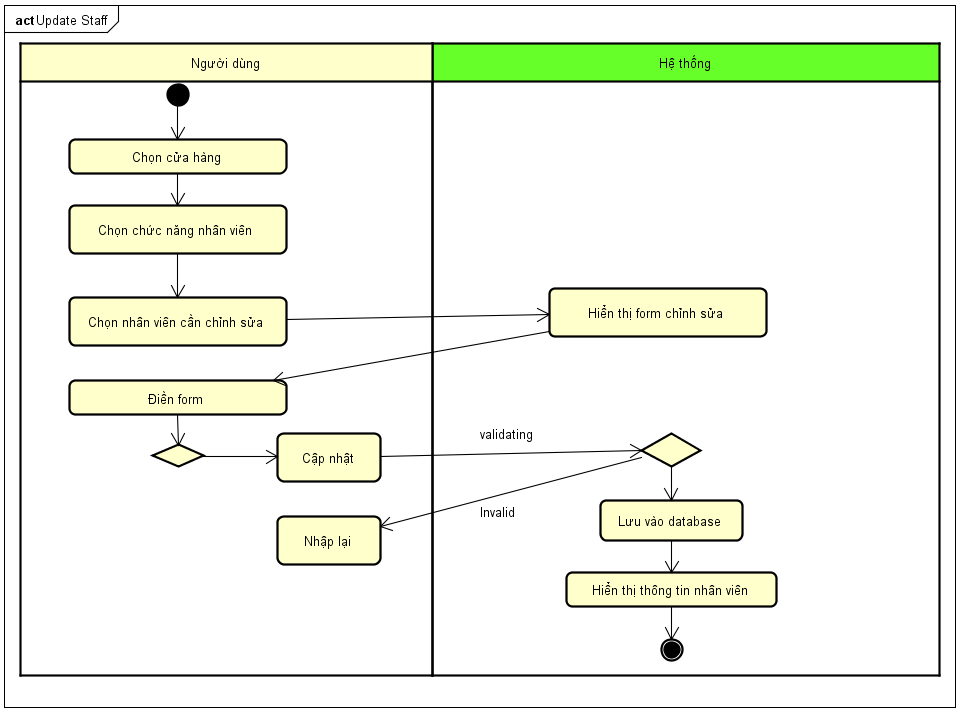 act Update Staff
Người dùng
Hệ thống
Chọn cửa hàng
Chọn chức năng nhân viên
Chọn nhân viên cần chỉnh sửa
Hiển thị form chỉnh sửa
Điền form
validating
Cập nhật
Invalid
Nhập lại
Lưu vào database
Hiển thị thông tin nhân viên